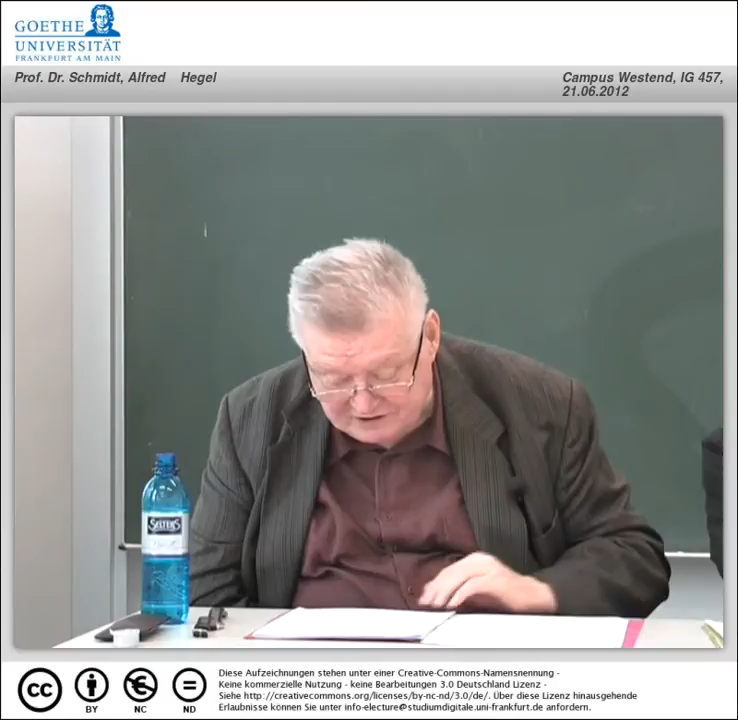 GOETHE
UNIVERSITÄT
FRANKFURT AM MAIN
Prof. Dr. Schmidt, Alfred Hegel
Campus Westend, IG 457,
21.06.2012
SELTERS
cc
BY
NC
ND
Diese Aufzeichnungen stehen unter einer Creative-Commons-Namensnennung -
Keine kommerzielle Nutzung - keine Bearbeitungen 3.0 Deutschland Lizenz -
Siehe http://creativecommons.org/licenses/by-nc-nd/3.0/de/. Über diese Lizenz hinausgehende
Erlaubnisse können Sie unter info-electure@studiumdigitale.uni-frankfurt.de anfordern.